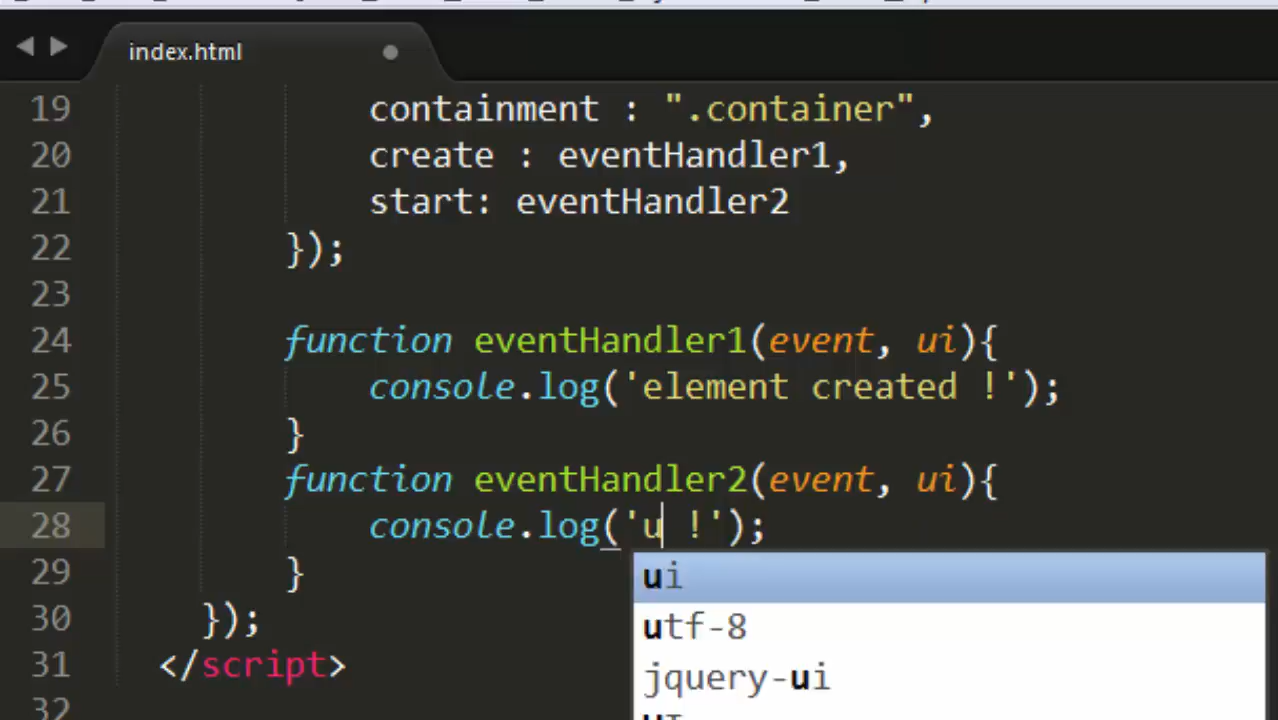 index.html
19 containment : ".container",
20 create : eventHandler1,
21 start: eventHandler2
22 });
23
24 function eventHandler1(event, ui){
25 console.log('element created !');
26 }
27 function eventHandler2(event, ui){
28 console.log('u !');
ui
29 }
utf-8
30 });
31 </script>
jquery-ui
32